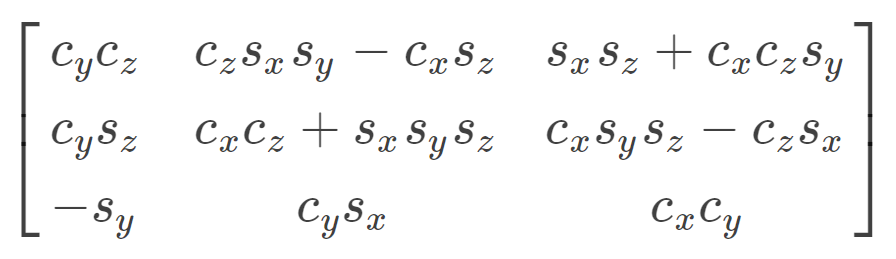 c_y c_z   c_z s_x s_y − c_x s_z   s_x s_z + c_x c_z s_y
c_y s_z   c_x c_z + s_x s_y s_z   c_x s_y s_z − c_z s_x
−s_y   c_y s_x   c_x c_y